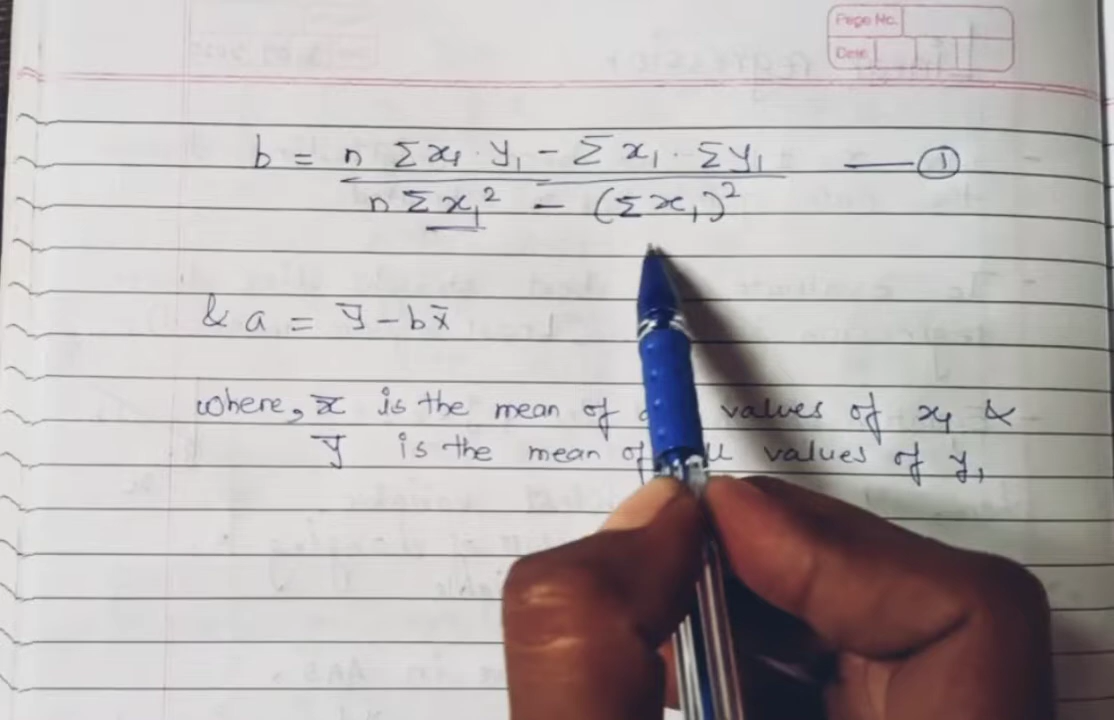 Page No.
Date
b = n Σx₁ · y₁ – Σx₁ · Σy₁ —— ①
n Σx₁² – (Σx₁)²
& a = ȳ – bx̄
where, x̄ is the mean of values of x₁ &
ȳ is the mean of values of y₁